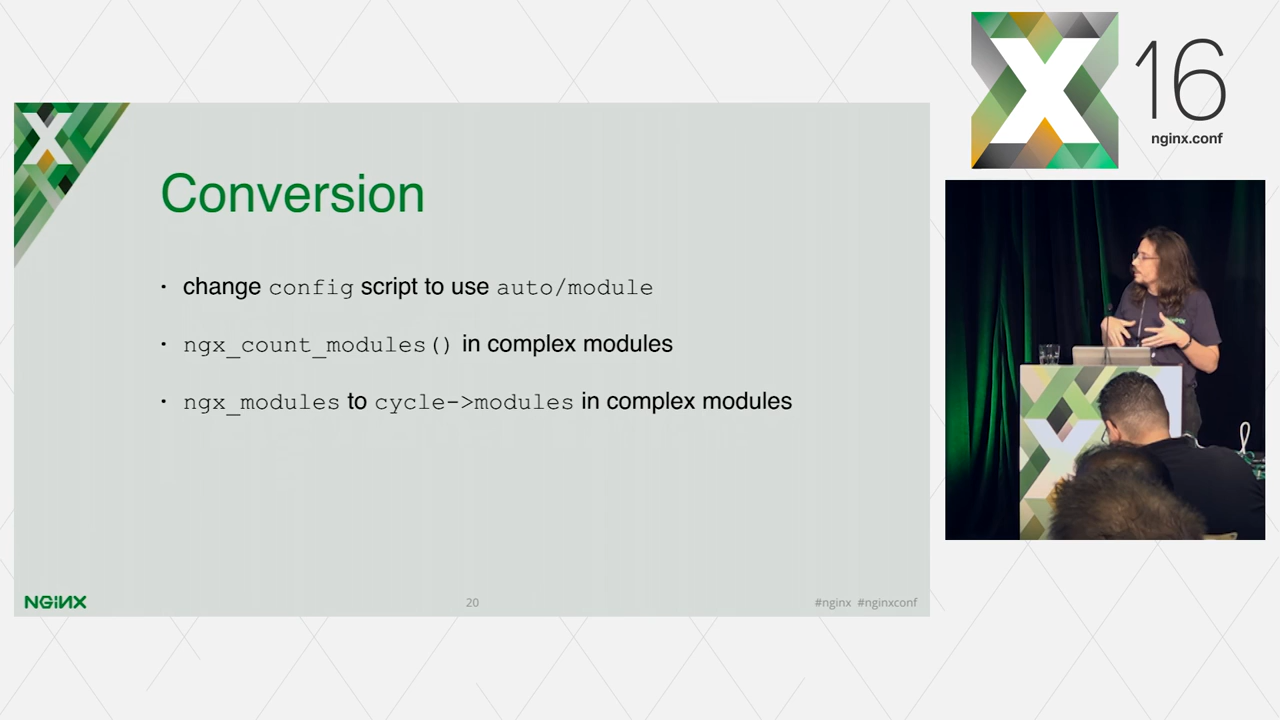 X
16
nginx.conf
X
Conversion
· change config script to use auto/module
· ngx_count_modules() in complex modules
· ngx_modules to cycle->modules in complex modules
NGiNX
20
#nginx #nginxconf